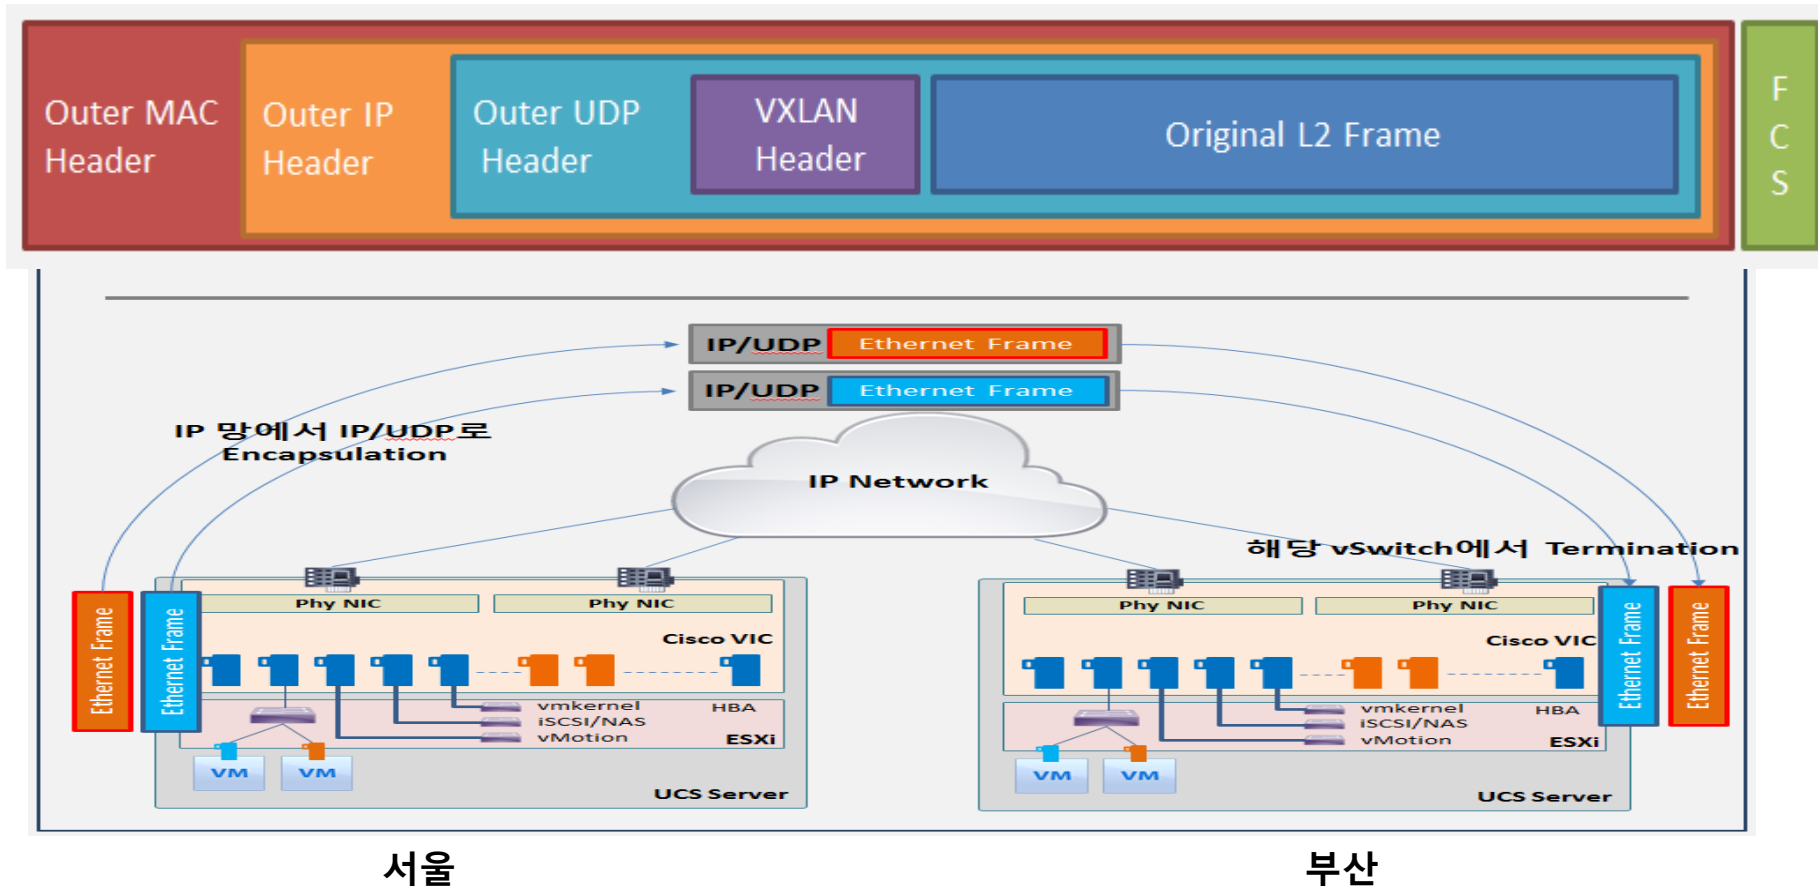 Outer MAC
Header
Outer IP
Header
Outer UDP
Header
VXLAN
Header
Original L2 Frame
F
C
S
IP/UDP Ethernet Frame
IP/UDP Ethernet Frame
IP 망에서 IP/UDP로
Encapsulation
IP Network
해당 vSwitch에서 Termination
Ethernet Frame
Ethernet Frame
Phy NIC
Phy NIC
Cisco VIC
vmkernel
HBA
iSCSI/NAS
vMotion
ESXi
VM
VM
UCS Server
Phy NIC
Phy NIC
Cisco VIC
vmkernel
HBA
iSCSI/NAS
vMotion
ESXi
VM
VM
UCS Server
Ethernet Frame
Ethernet Frame
서울
부산